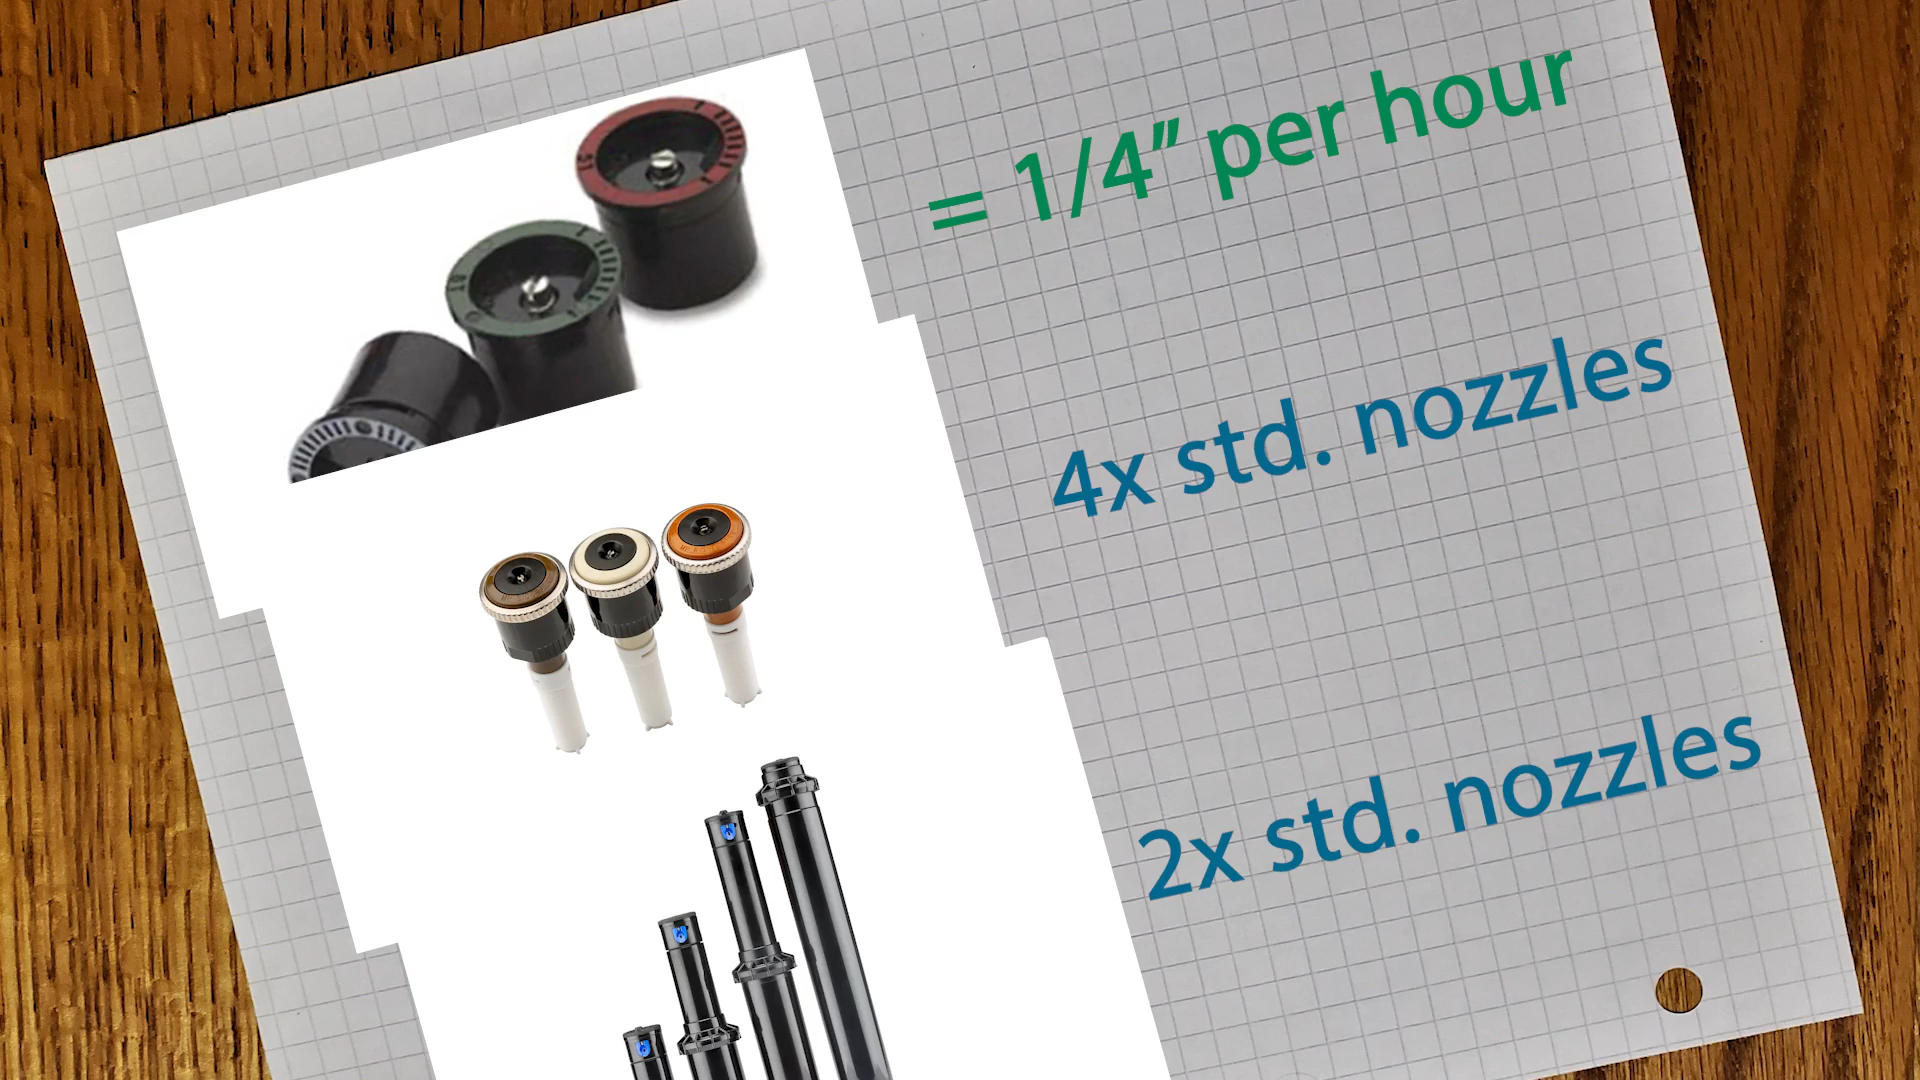 = 1/4” per hour
4x std. nozzles
2x std. nozzles